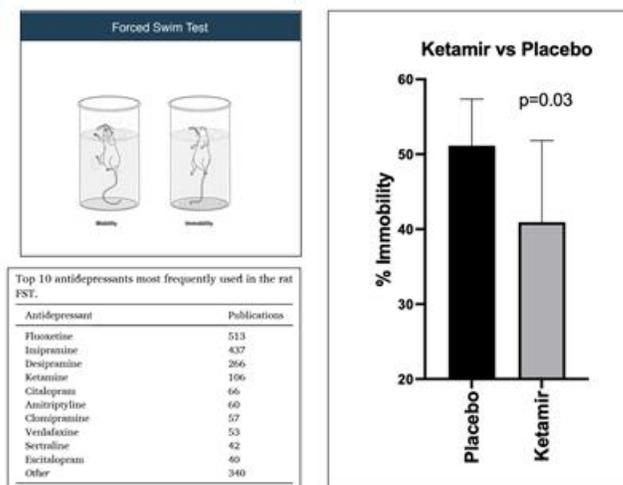 Forced Swim Test
Mobility
Immobility
Top 10 antidepressants most frequently used in the rat
FST.
Antidepressant Publications
Fluoxetine 513
Imipramine 437
Desipramine 266
Ketamine 106
Citalopram 66
Amitriptyline 60
Clomipramine 57
Venlafaxine 53
Sertraline 42
Escitalopram 40
Other 340
Ketamir vs Placebo
p=0.03
% Immobility
60
50
40
30
20
Placebo
Ketamir